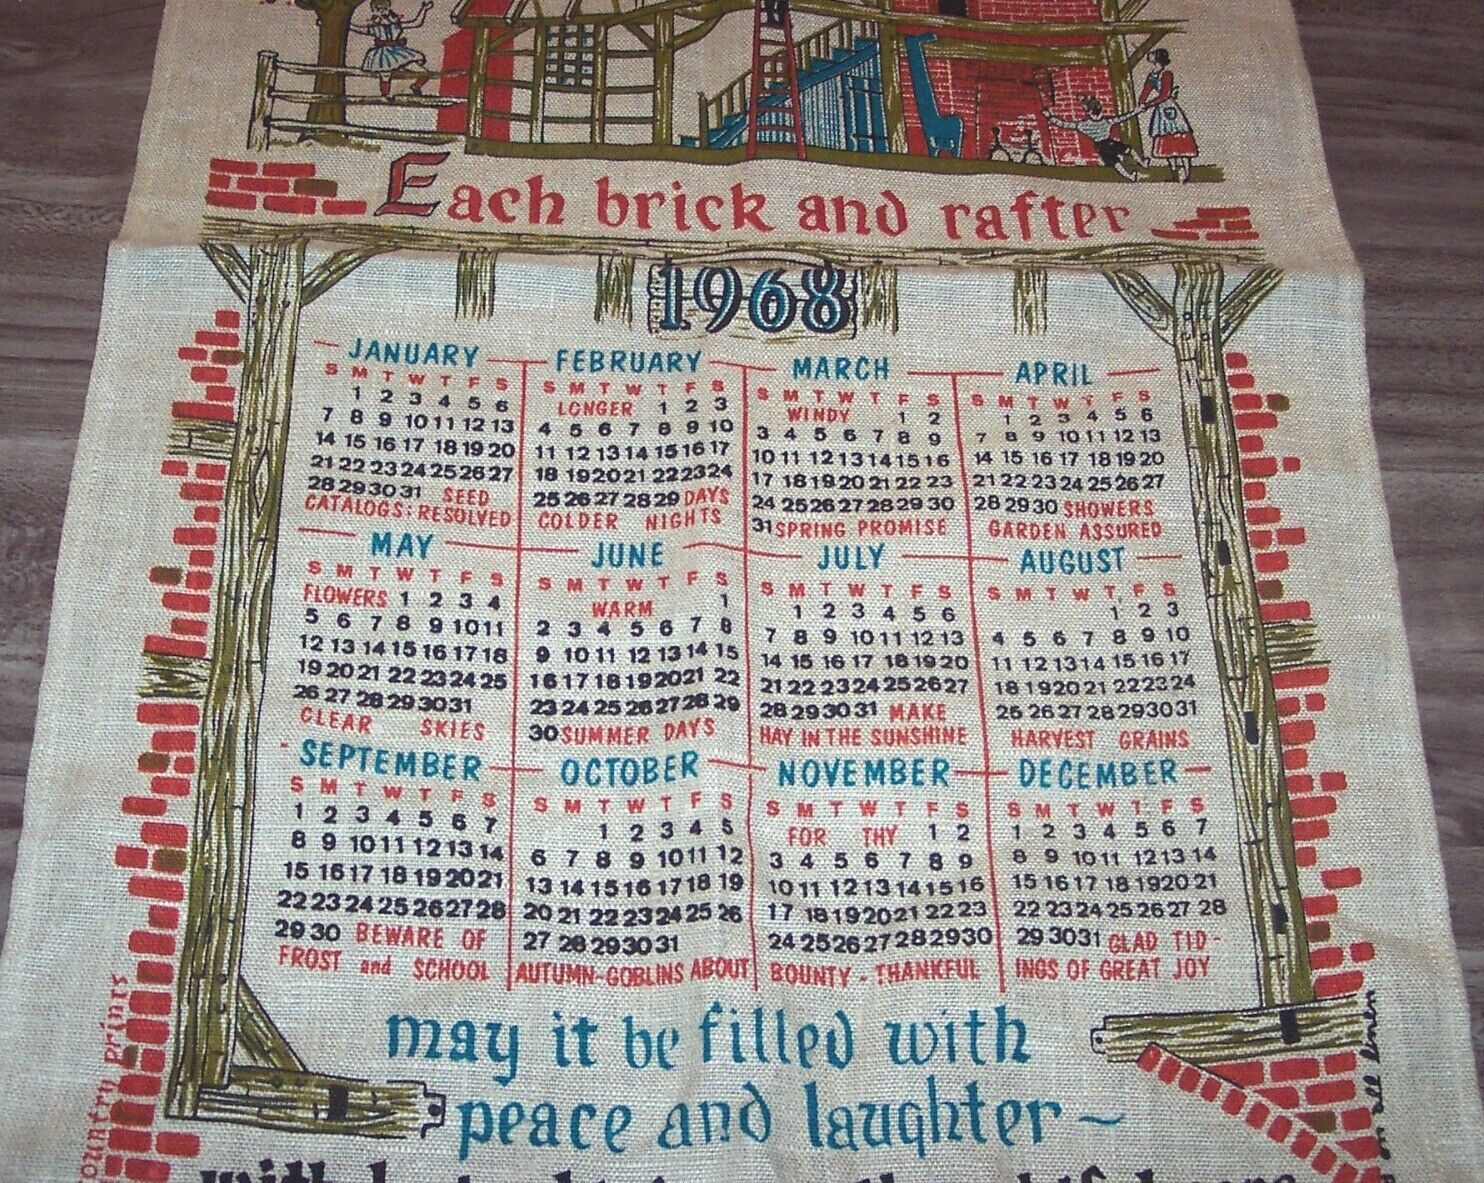 Each brick and rafter
1968
JANUARY
S M T W T F S
1 2 3 4 5 6
7 8 9 10 11 12 13
14 15 16 17 18 19 20
21 22 23 24 25 26 27
28 29 30 31 SEED
CATALOGS: RESOLVED
FEBRUARY
S M T W T F S
LONGER 1 2 3
4 5 6 7 8 9 10
11 12 13 14 15 16 17
18 19 20 21 22 23 24
25 26 27 28 29 DAYS
COLDER NIGHTS
MARCH
S M T W T F S
WINDY 1 2
3 4 5 6 7 8 9
10 11 12 13 14 15 16
17 18 19 20 21 22 23
24 25 26 27 28 29 30
31 SPRING PROMISE
APRIL
S M T W T F S
1 2 3 4 5 6
7 8 9 10 11 12 13
14 15 16 17 18 19 20
21 22 23 24 25 26 27
28 29 30 SHOWERS
GARDEN ASSURED
MAY
S M T W T F S
FLOWERS 1 2 3 4
5 6 7 8 9 10 11
12 13 14 15 16 17 18
19 20 21 22 23 24 25
26 27 28 29 30 31
CLEAR SKIES
JUNE
S M T W T F S
WARM 1
2 3 4 5 6 7 8
9 10 11 12 13 14 15
16 17 18 19 20 21 22
23 24 25 26 27 28 29
30 SUMMER DAYS
JULY
S M T W T F S
1 2 3 4 5 6
7 8 9 10 11 12 13
14 15 16 17 18 19 20
21 22 23 24 25 26 27
28 29 30 31 MAKE
HAY IN THE SUNSHINE
AUGUST
S M T W T F S
1 2 3
4 5 6 7 8 9 10
11 12 13 14 15 16 17
18 19 20 21 22 23 24
25 26 27 28 29 30 31
HARVEST GRAINS
SEPTEMBER
S M T W T F S
1 2 3 4 5 6 7
8 9 10 11 12 13 14
15 16 17 18 19 20 21
22 23 24 25 26 27 28
29 30 BEWARE OF
FROST and SCHOOL
OCTOBER
S M T W T F S
1 2 3 4 5
6 7 8 9 10 11 12
13 14 15 16 17 18 19
20 21 22 23 24 25 26
27 28 29 30 31
AUTUMN-GOBLINS ABOUT
NOVEMBER
S M T W T F S
FOR THY 1 2
3 4 5 6 7 8 9
10 11 12 13 14 15 16
17 18 19 20 21 22 23
24 25 26 27 28 29 30
BOUNTY - THANKFUL
DECEMBER
S M T W T F S
1 2 3 4 5 6 7
8 9 10 11 12 13 14
15 16 17 18 19 20 21
22 23 24 25 26 27 28
29 30 31 GLAD TID-
INGS OF GREAT JOY
may it be filled with
peace and laughter ~
ountry prints
all linen